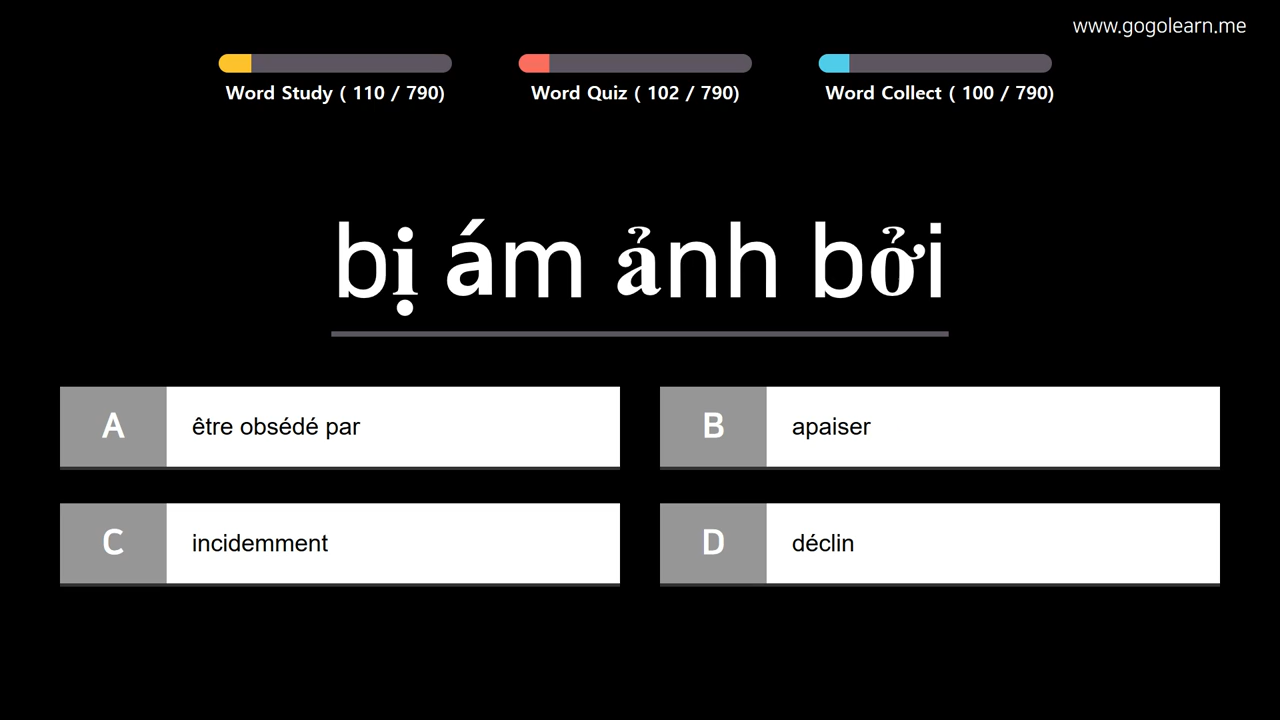 www.gogolearn.me
Word Study ( 110 / 790)
Word Quiz ( 102 / 790)
Word Collect ( 100 / 790)
bị ám ảnh bởi
A être obsédé par
B apaiser
C incidemment
D déclin